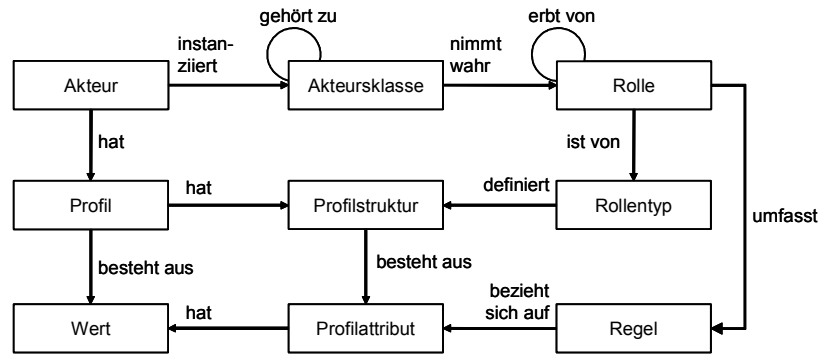 gehört zu
erbt von
instan-
ziiert
nimmt
wahr
Akteur
Akteursklasse
Rolle
hat
ist von
hat
definiert
Profil
Profilstruktur
Rollentyp
umfasst
besteht aus
besteht aus
hat
bezieht
sich auf
Wert
Profilattribut
Regel